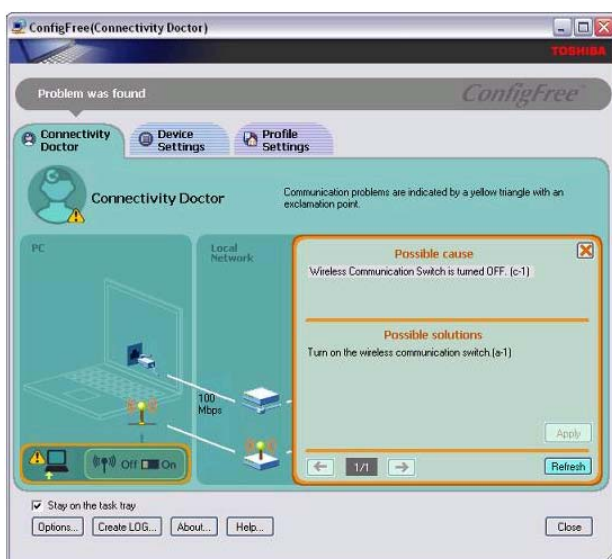 ConfigFree(Connectivity Doctor)
TOSHIBA
Problem was found
ConfigFree™
Connectivity
Doctor
Device
Settings
Profile
Settings
Connectivity Doctor
Communication problems are indicated by a yellow triangle with an
exclamation point.
PC
Local
Network
100
Mbps
Off On
Possible cause
Wireless Communication Switch is turned OFF. (c-1)
Possible solutions
Turn on the wireless communication switch.(a-1)
Apply
1/1
Refresh
Stay on the task tray
Options... Create LOG... About... Help... Close